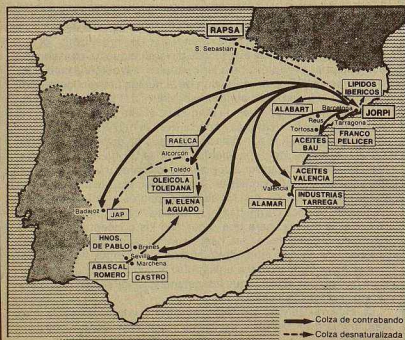 RAPSA
S. Sebastián
LIPIDOS
IBERICOS
ALABART
Barcelona
JORPI
Reus
Tarragona
Tortosa
FRANCO
PELLICER
ACEITES
BAU
RAELCA
Alcorcón
Toledo
OLEICOLA
TOLEDANA
ACEITES
VALENCIA
M. ELENA
AGUADO
Valencia
INDUSTRIAS
TARREGA
ALAMAR
Badajoz
JAP
HNOS.
DE PABLO
Brenes
Sevilla
Marchena
ABASCAL
ROMERO
CASTRO
Colza de contrabando
Colza desnaturalizada